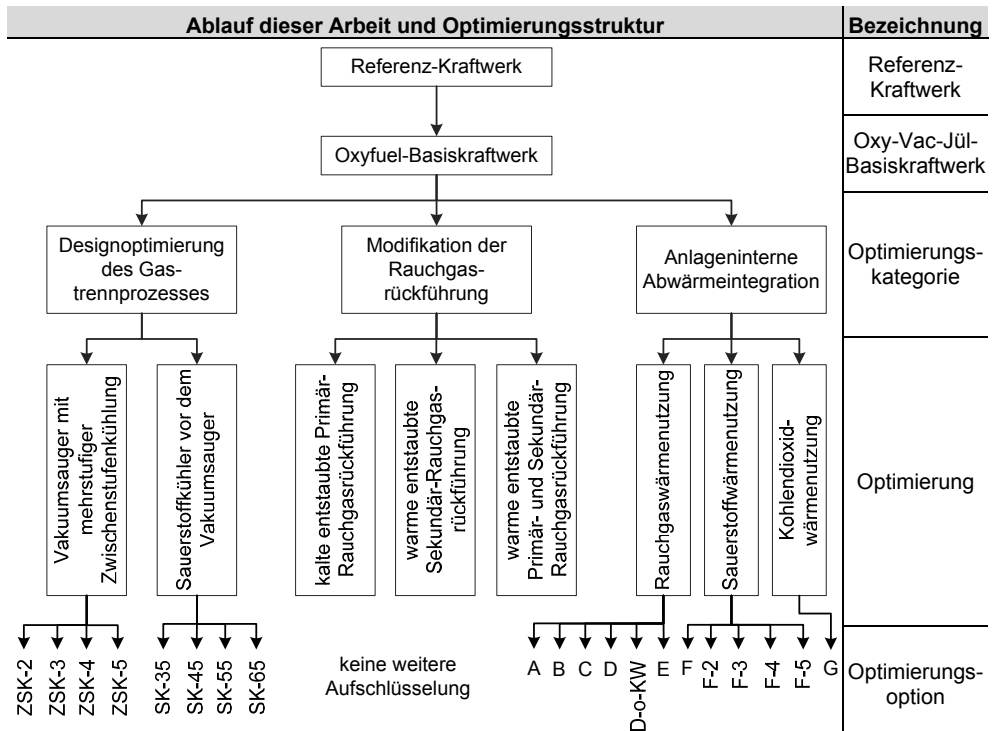 Ablauf dieser Arbeit und Optimierungsstruktur
Bezeichnung
Referenz-Kraftwerk
Referenz-
Kraftwerk
Oxyfuel-Basiskraftwerk
Oxy-Vac-Jül-
Basiskraftwerk
Designoptimierung
des Gas-
trennprozesses
Modifikation der
Rauchgas-
rückführung
Anlageninterne
Abwärmeintegration
Optimierungs-
kategorie
Vakuumsauger mit
mehrstufiger
Zwischenstufenkühlung
Sauerstoffkühler vor dem
Vakuumsauger
kalte entstaubte Primär-
Rauchgasrückführung
warme entstaubte
Sekundär-Rauchgas-
rückführung
warme entstaubte
Primär- und Sekundär-
Rauchgasrückführung
Rauchgaswärmenutzung
Sauerstoffwärmenutzung
Kohlendioxid-
wärmenutzung
Optimierung
ZSK-2
ZSK-3
ZSK-4
ZSK-5
SK-35
SK-45
SK-55
SK-65
keine weitere
Aufschlüsselung
A
B
C
D
D-o-KW
E
F
F-2
F-3
F-4
F-5
G
Optimierungs-
option